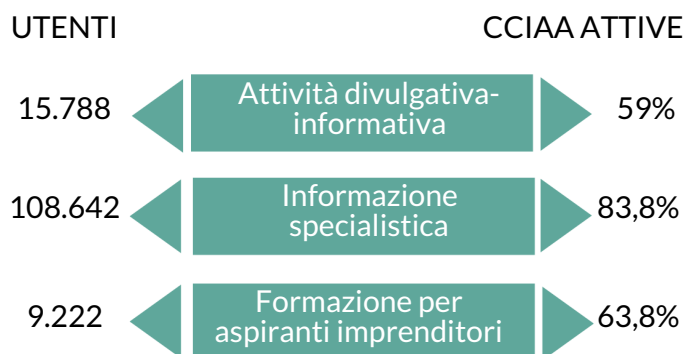 UTENTI
CCIAA ATTIVE
15.788
Attività divulgativa-
informativa
59%
108.642
Informazione
specialistica
83,8%
9.222
Formazione per
aspiranti imprenditori
63,8%